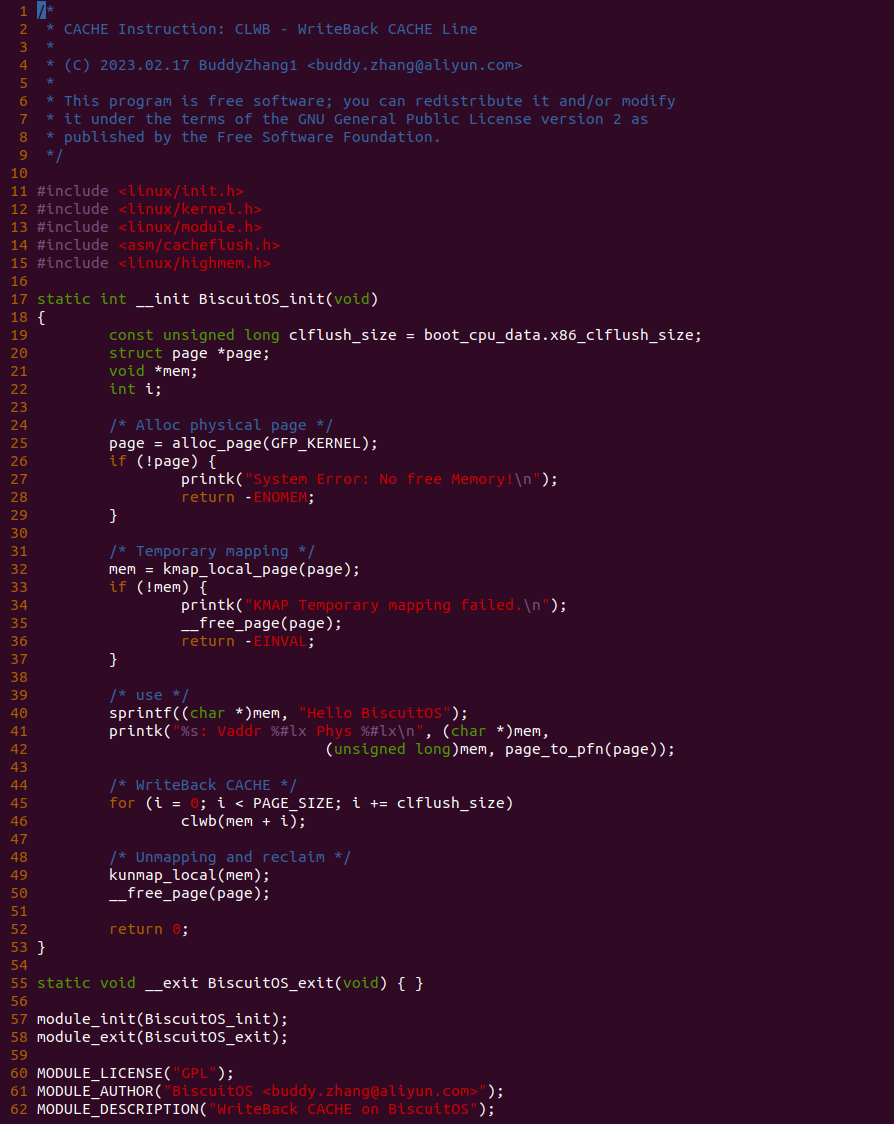 1 /*
2  * CACHE Instruction: CLWB - WriteBack CACHE Line
3  *
4  * (C) 2023.02.17 BuddyZhang1 <buddy.zhang@aliyun.com>
5  *
6  * This program is free software; you can redistribute it and/or modify
7  * it under the terms of the GNU General Public License version 2 as
8  * published by the Free Software Foundation.
9  */
10
11 #include <linux/init.h>
12 #include <linux/kernel.h>
13 #include <linux/module.h>
14 #include <asm/cacheflush.h>
15 #include <linux/highmem.h>
16
17 static int __init BiscuitOS_init(void)
18 {
19         const unsigned long clflush_size = boot_cpu_data.x86_clflush_size;
20         struct page *page;
21         void *mem;
22         int i;
23
24         /* Alloc physical page */
25         page = alloc_page(GFP_KERNEL);
26         if (!page) {
27                 printk("System Error: No free Memory!\n");
28                 return -ENOMEM;
29         }
30
31         /* Temporary mapping */
32         mem = kmap_local_page(page);
33         if (!mem) {
34                 printk("KMAP Temporary mapping failed.\n");
35                 __free_page(page);
36                 return -EINVAL;
37         }
38
39         /* use */
40         sprintf((char *)mem, "Hello BiscuitOS");
41         printk("%s: Vaddr %#lx Phys %#lx\n", (char *)mem,
42                                 (unsigned long)mem, page_to_pfn(page));
43
44         /* WriteBack CACHE */
45         for (i = 0; i < PAGE_SIZE; i += clflush_size)
46                 clwb(mem + i);
47
48         /* Unmapping and reclaim */
49         kunmap_local(mem);
50         __free_page(page);
51
52         return 0;
53 }
54
55 static void __exit BiscuitOS_exit(void) { }
56
57 module_init(BiscuitOS_init);
58 module_exit(BiscuitOS_exit);
59
60 MODULE_LICENSE("GPL");
61 MODULE_AUTHOR("BiscuitOS <buddy.zhang@aliyun.com>");
62 MODULE_DESCRIPTION("WriteBack CACHE on BiscuitOS");